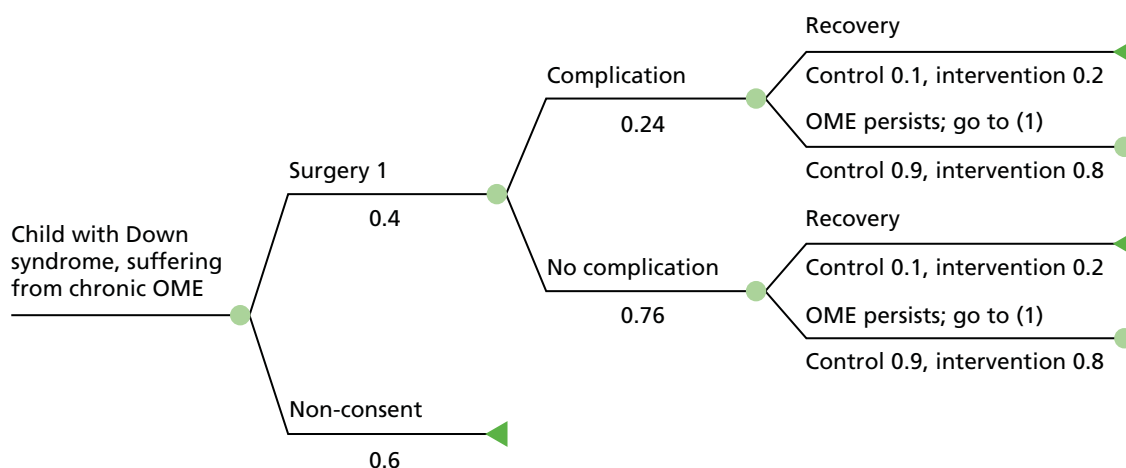 Recovery
Control 0.1, intervention 0.2
Complication
0.24
OME persists; go to (1)
Control 0.9, intervention 0.8
Surgery 1
0.4
Recovery
Control 0.1, intervention 0.2
No complication
0.76
OME persists; go to (1)
Control 0.9, intervention 0.8
Child with Down
syndrome, suffering
from chronic OME
Non-consent
0.6